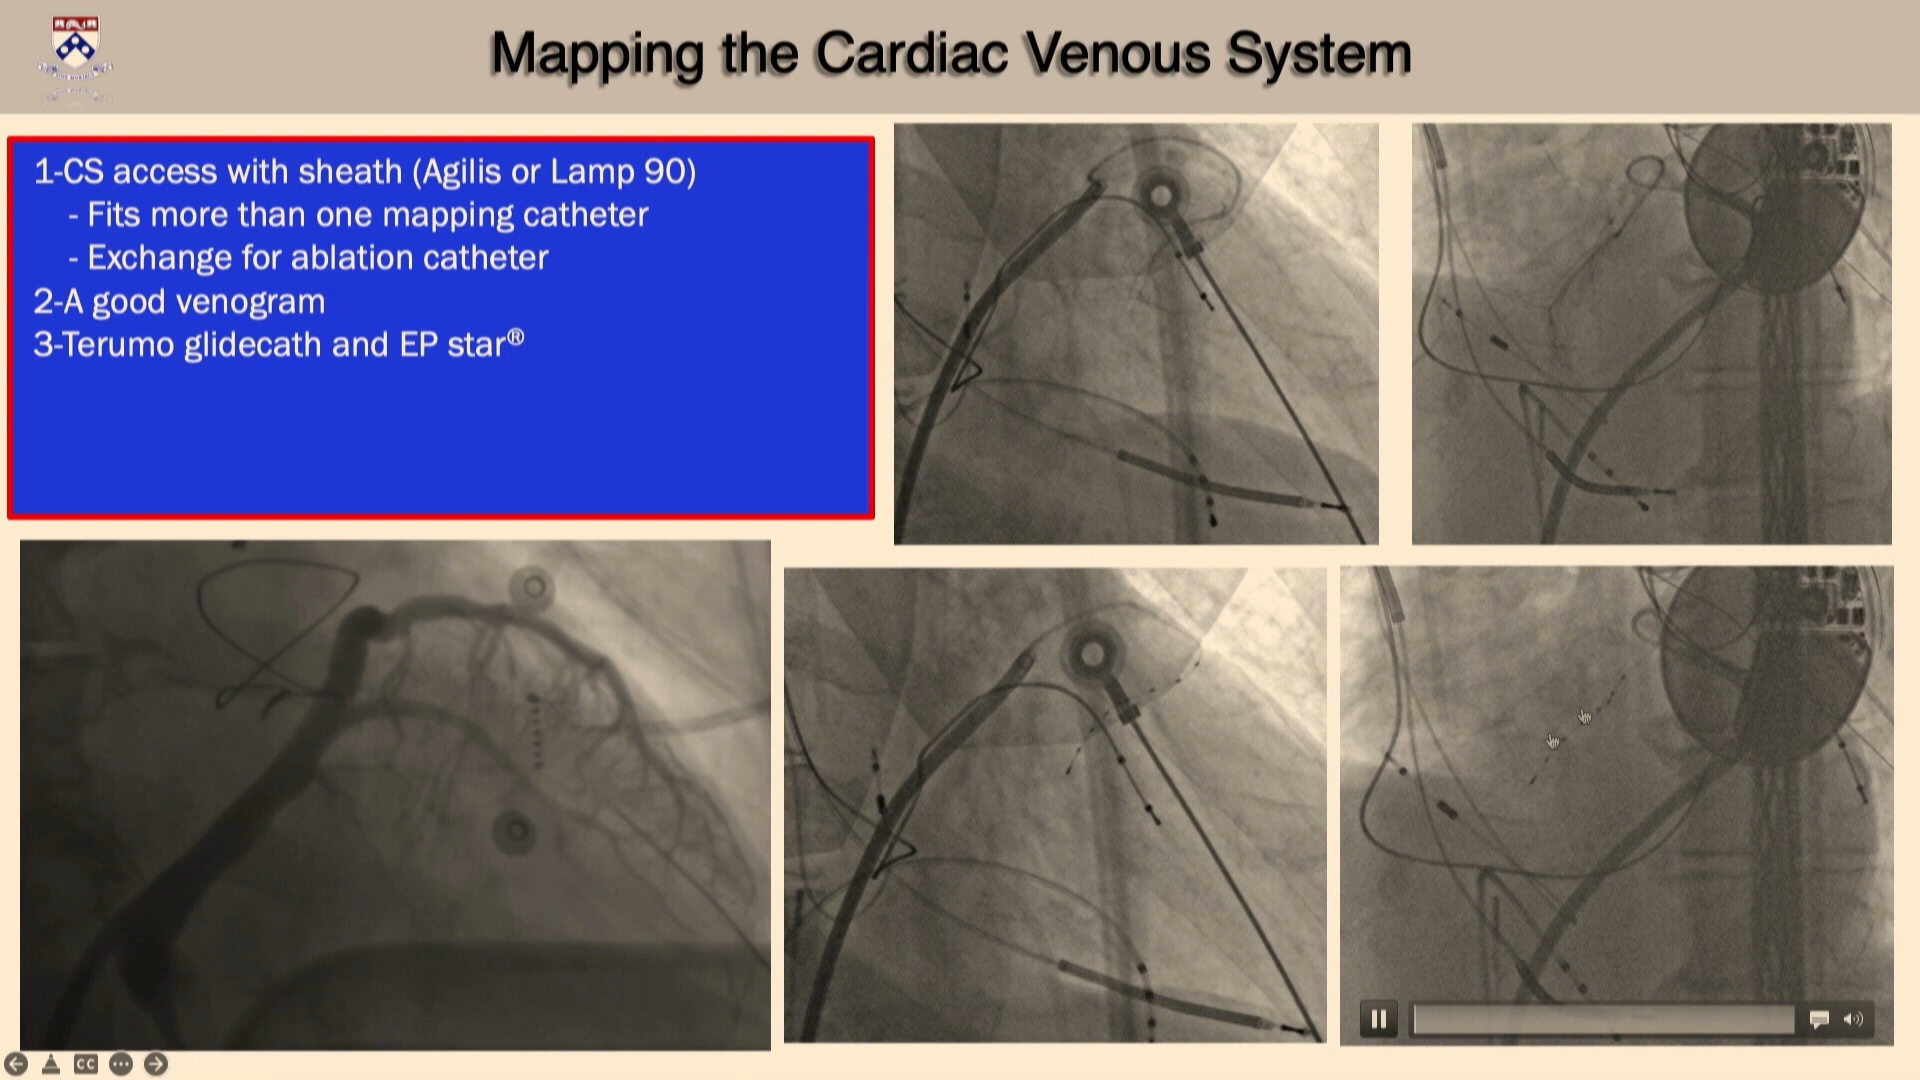 Mapping the Cardiac Venous System
1-CS access with sheath (Agilis or Lamp 90)
- Fits more than one mapping catheter
- Exchange for ablation catheter
2-A good venogram
3-Terumo glidecath and EP star®
CC